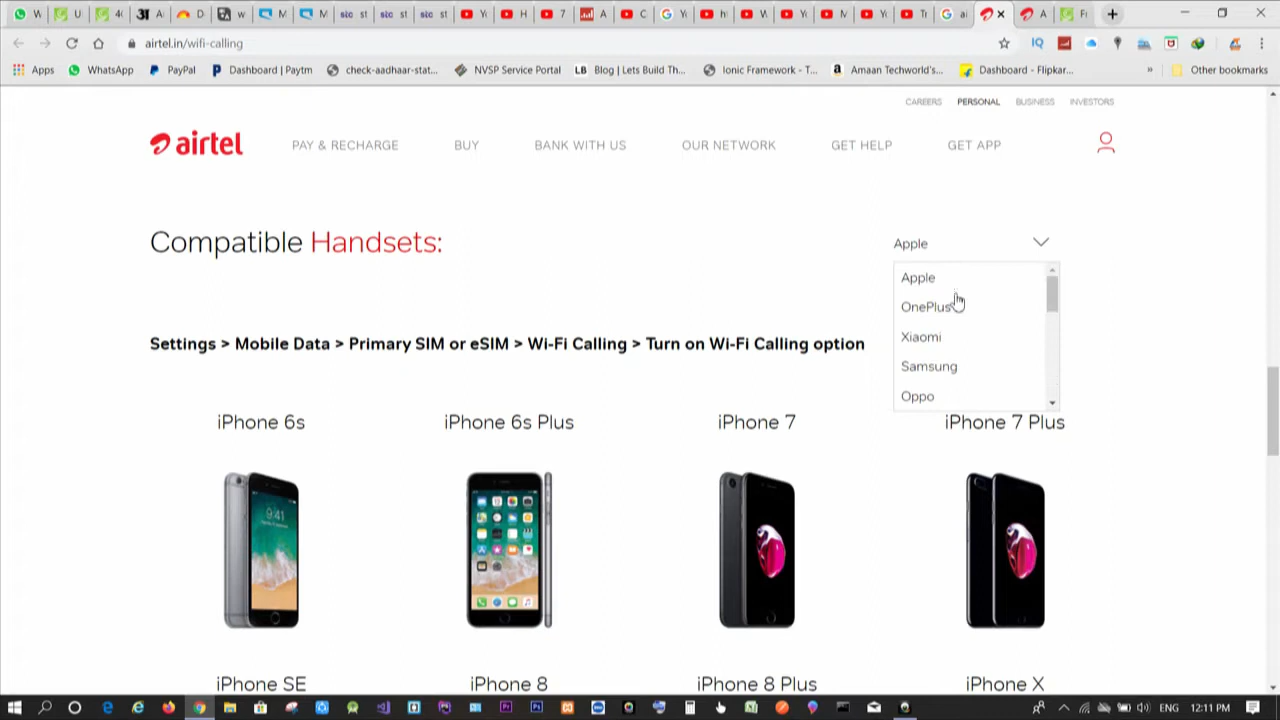 airtel.in/wifi-calling
Apps WhatsApp PayPal Dashboard | Paytm check-aadhaar-stat... NVSP Service Portal LB Blog | Lets Build Th... Ionic Framework - T... Amaan Techworld's... Dashboard - Flipkar... » Other bookmarks
CAREERS PERSONAL BUSINESS INVESTORS
airtel PAY & RECHARGE BUY BANK WITH US OUR NETWORK GET HELP GET APP
Compatible Handsets:
Apple
Apple
OnePlus
Xiaomi
Samsung
Oppo
Settings > Mobile Data > Primary SIM or eSIM > Wi-Fi Calling > Turn on Wi-Fi Calling option
iPhone 6s iPhone 6s Plus iPhone 7 iPhone 7 Plus
9:41
iPhone SE iPhone 8 iPhone 8 Plus iPhone X
ENG 12:11 PM